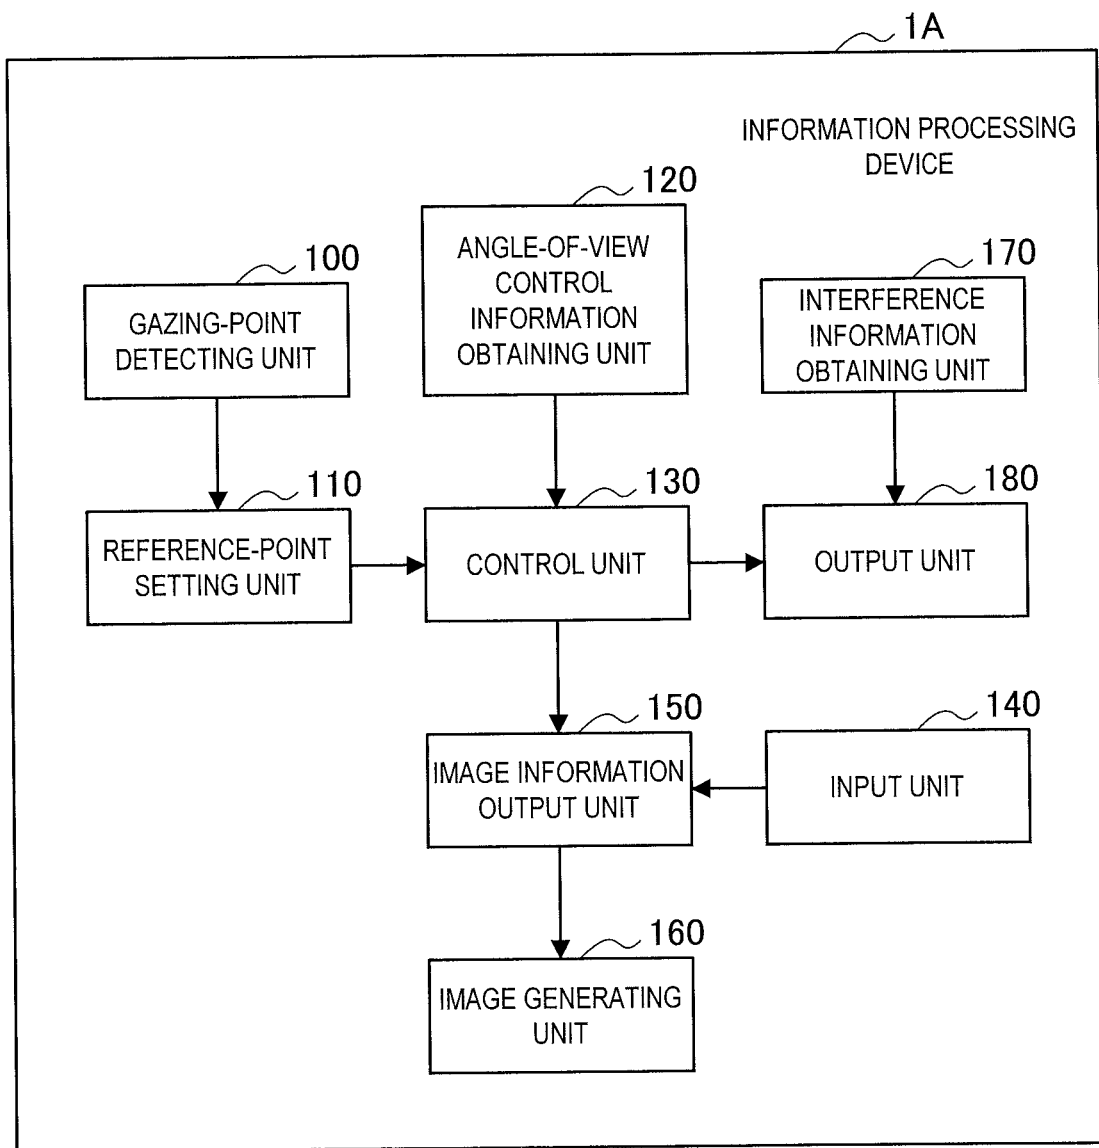 1A
INFORMATION PROCESSING
DEVICE
120
ANGLE-OF-VIEW
CONTROL
INFORMATION
OBTAINING UNIT
100
GAZING-POINT
DETECTING UNIT
170
INTERFERENCE
INFORMATION
OBTAINING UNIT
110
REFERENCE-POINT
SETTING UNIT
130
CONTROL UNIT
180
OUTPUT UNIT
150
IMAGE INFORMATION
OUTPUT UNIT
140
INPUT UNIT
160
IMAGE GENERATING
UNIT